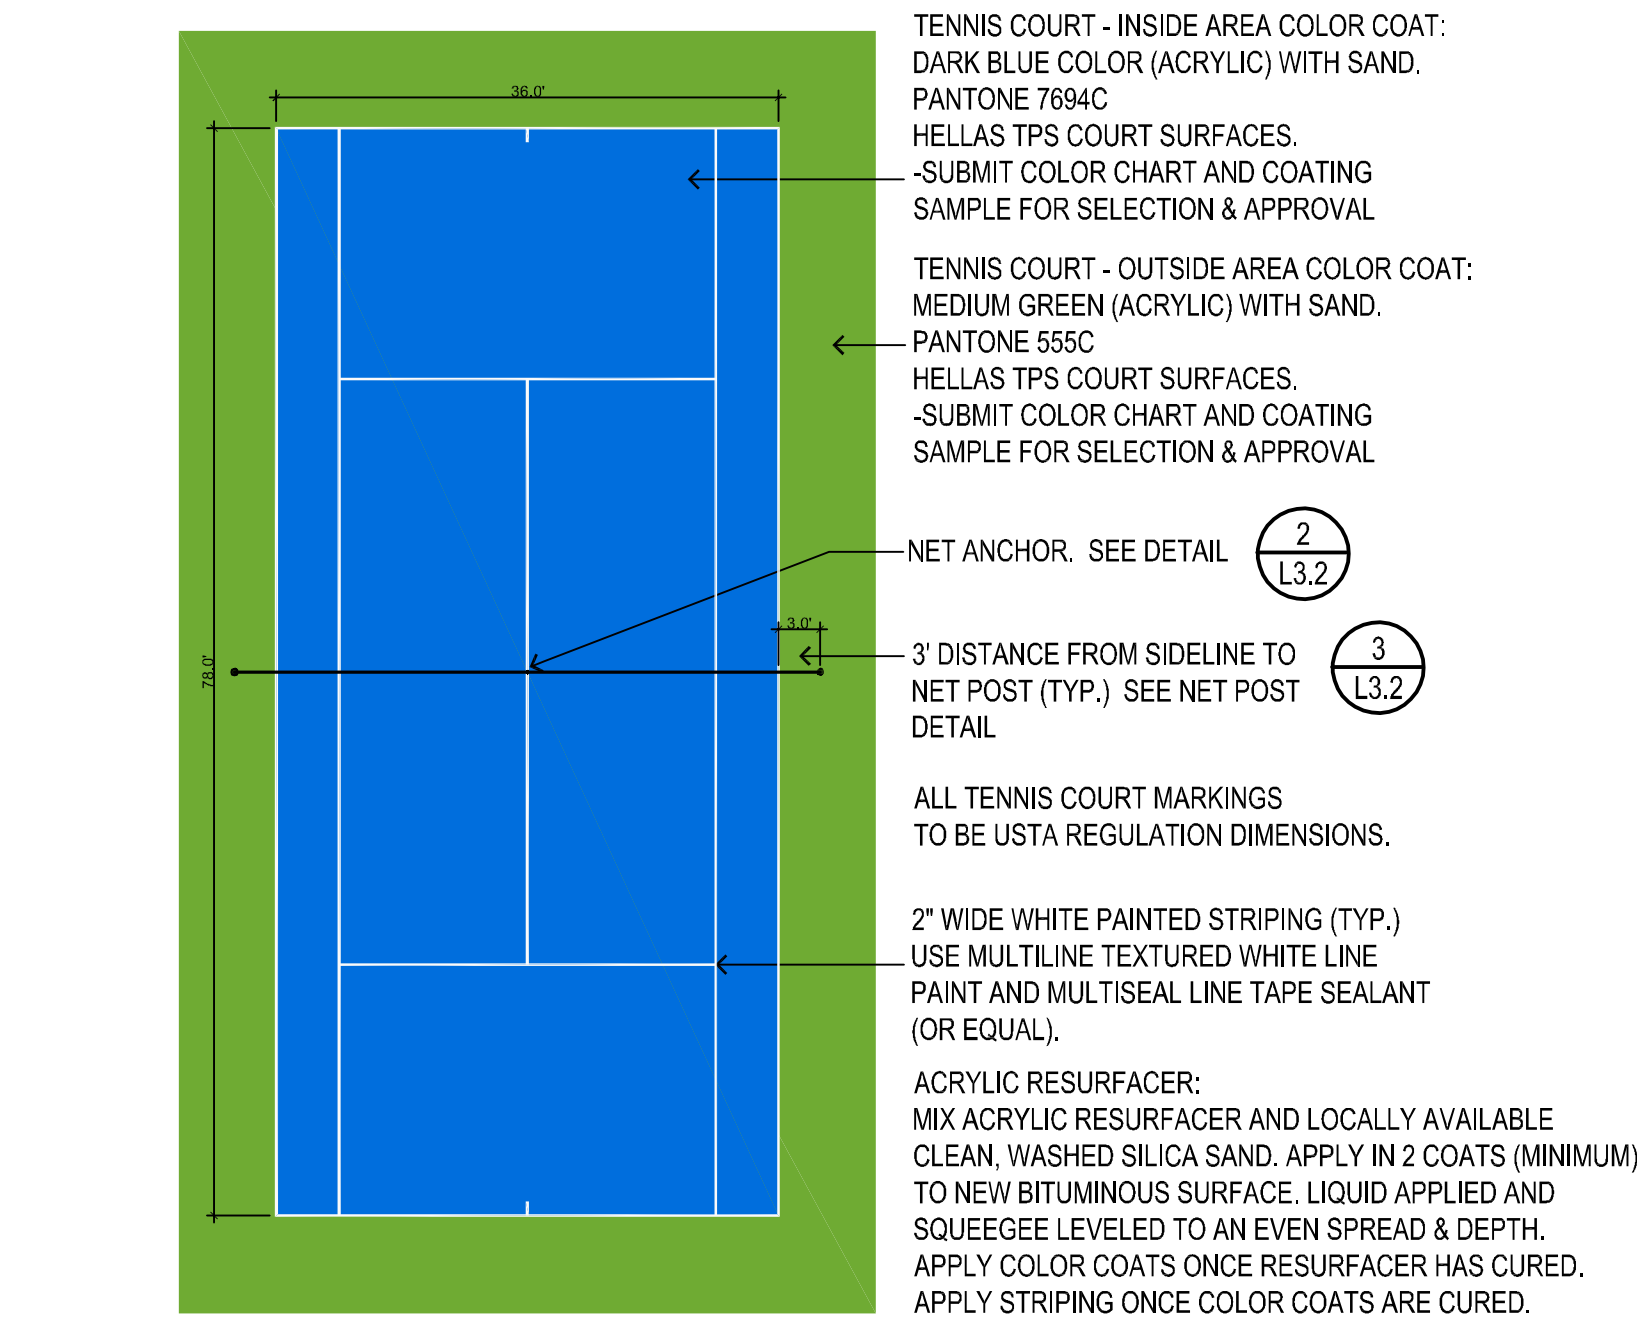 36.0'
78.0'
3.0'
TENNIS COURT - INSIDE AREA COLOR COAT:
DARK BLUE COLOR (ACRYLIC) WITH SAND.
PANTONE 7694C
HELLAS TPS COURT SURFACES.
-SUBMIT COLOR CHART AND COATING
SAMPLE FOR SELECTION & APPROVAL
TENNIS COURT - OUTSIDE AREA COLOR COAT:
MEDIUM GREEN (ACRYLIC) WITH SAND.
PANTONE 555C
HELLAS TPS COURT SURFACES.
-SUBMIT COLOR CHART AND COATING
SAMPLE FOR SELECTION & APPROVAL
NET ANCHOR. SEE DETAIL
2
L3.2
3' DISTANCE FROM SIDELINE TO
NET POST (TYP.) SEE NET POST
DETAIL
3
L3.2
ALL TENNIS COURT MARKINGS
TO BE USTA REGULATION DIMENSIONS.
2" WIDE WHITE PAINTED STRIPING (TYP.)
USE MULTILINE TEXTURED WHITE LINE
PAINT AND MULTISEAL LINE TAPE SEALANT
(OR EQUAL).
ACRYLIC RESURFACER:
MIX ACRYLIC RESURFACER AND LOCALLY AVAILABLE
CLEAN, WASHED SILICA SAND. APPLY IN 2 COATS (MINIMUM)
TO NEW BITUMINOUS SURFACE. LIQUID APPLIED AND
SQUEEGEE LEVELED TO AN EVEN SPREAD & DEPTH.
APPLY COLOR COATS ONCE RESURFACER HAS CURED.
APPLY STRIPING ONCE COLOR COATS ARE CURED.